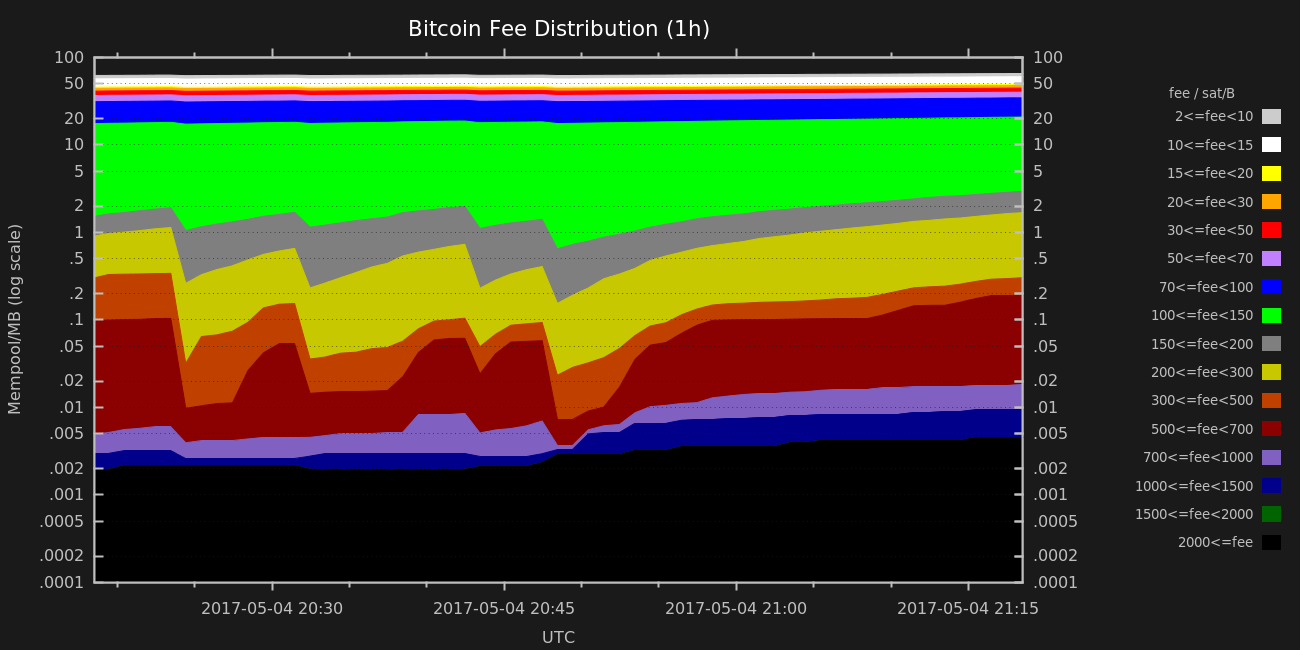 Bitcoin Fee Distribution (1h)
Mempool/MB (log scale)
100
50
20
10
5
2
1
.5
.2
.1
.05
.02
.01
.005
.002
.001
.0005
.0002
.0001
100
50
20
10
5
2
1
.5
.2
.1
.05
.02
.01
.005
.002
.001
.0005
.0002
.0001
2017-05-04 20:30
2017-05-04 20:45
2017-05-04 21:00
2017-05-04 21:15
UTC
fee / sat/B
2<=fee<10
10<=fee<15
15<=fee<20
20<=fee<30
30<=fee<50
50<=fee<70
70<=fee<100
100<=fee<150
150<=fee<200
200<=fee<300
300<=fee<500
500<=fee<700
700<=fee<1000
1000<=fee<1500
1500<=fee<2000
2000<=fee